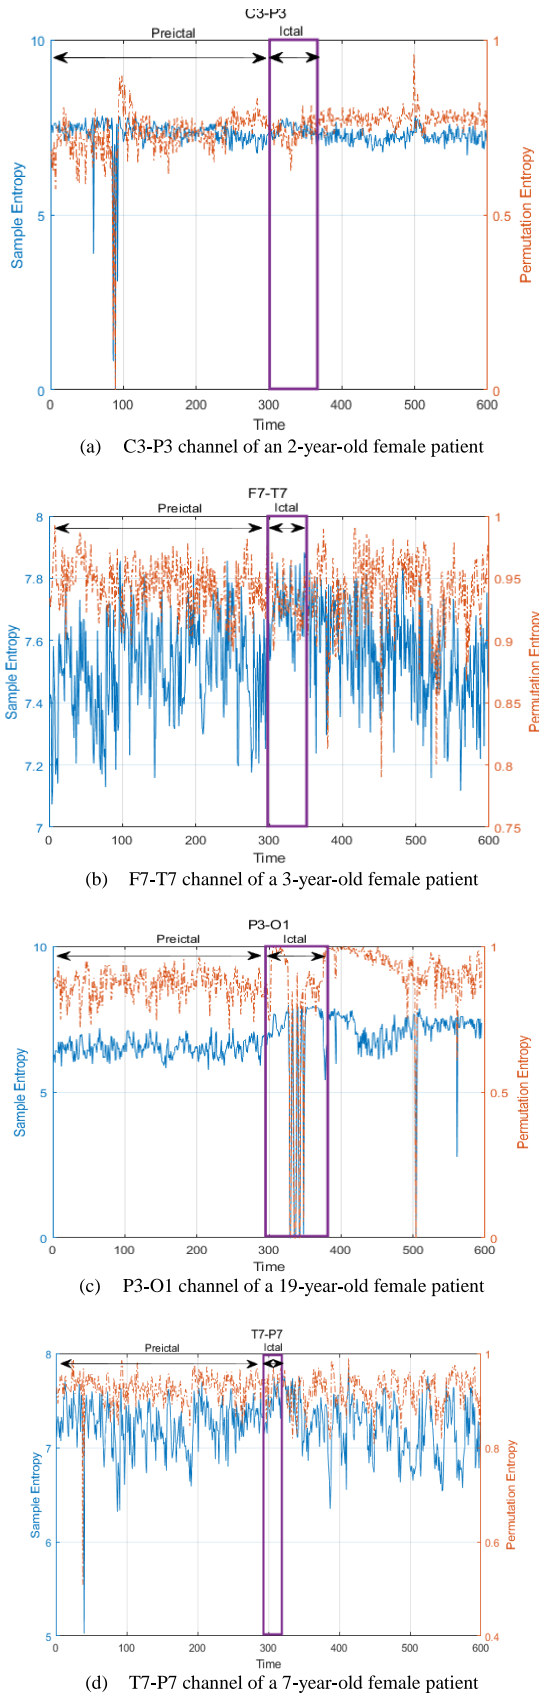 C3-P3
Preictal
Ictal
10
5
0
Sample Entropy
1
0.5
0
Permutation Entropy
0 100 200 300 400 500 600
Time
(a) C3-P3 channel of an 2-year-old female patient
F7-T7
Preictal
Ictal
8
7.8
7.6
7.4
7.2
7
Sample Entropy
1
0.95
0.9
0.85
0.8
0.75
Permutation Entropy
0 100 200 300 400 500 600
Time
(b) F7-T7 channel of a 3-year-old female patient
P3-O1
Preictal
Ictal
10
5
0
Sample Entropy
1
0.5
0
Permutation Entropy
0 100 200 300 400 500 600
Time
(c) P3-O1 channel of a 19-year-old female patient
T7-P7
Preictal
Ictal
8
7
6
5
Sample Entropy
1
0.8
0.6
0.4
Permutation Entropy
0 100 200 300 400 500 600
Time
(d) T7-P7 channel of a 7-year-old female patient